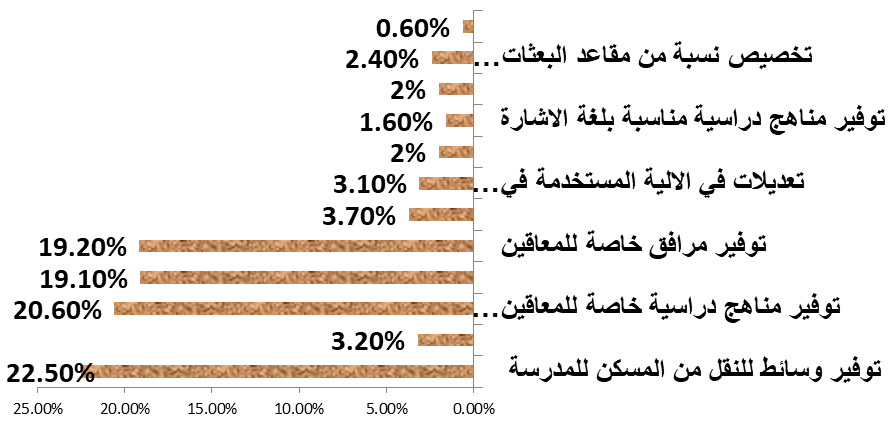 0.60%
2.40% تخصيص نسبة من مقاعد البعثات...
2%
1.60% توفير مناهج دراسية مناسبة بلغة الاشارة
2%
3.10% تعديلات في الالية المستخدمة في...
3.70%
19.20% توفير مرافق خاصة للمعاقين
19.10%
20.60% توفير مناهج دراسية خاصة للمعاقين...
3.20%
22.50% توفير وسائط للنقل من المسكن للمدرسة
25.00% 20.00% 15.00% 10.00% 5.00% 0.00%